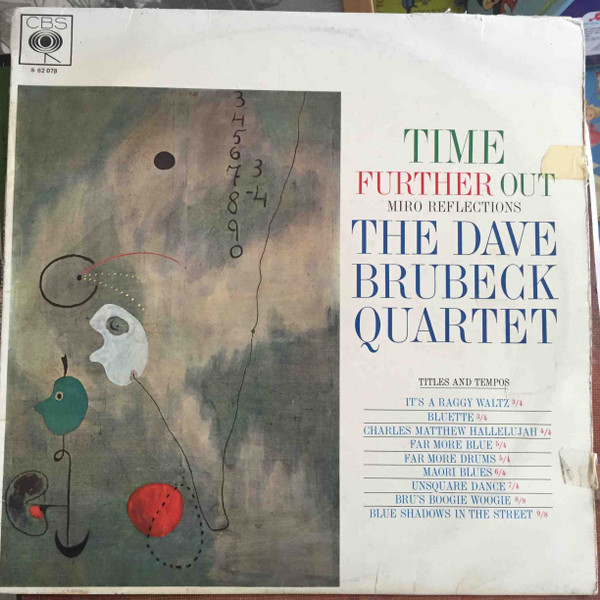 CBS
S 62 078
3
4
5
6
7
8
9
0
3
4
TIME
FURTHER OUT
MIRO REFLECTIONS
THE DAVE
BRUBECK
QUARTET
TITLES AND TEMPOS
IT'S A RAGGY WALTZ 3/4
BLUETTE 3/4
CHARLES MATTHEW HALLELUJAH 4/4
FAR MORE BLUE 5/4
FAR MORE DRUMS 5/4
MAORI BLUES 6/4
UNSQUARE DANCE 7/4
BRU'S BOOGIE WOOGIE 8/8
BLUE SHADOWS IN THE STREET 9/8